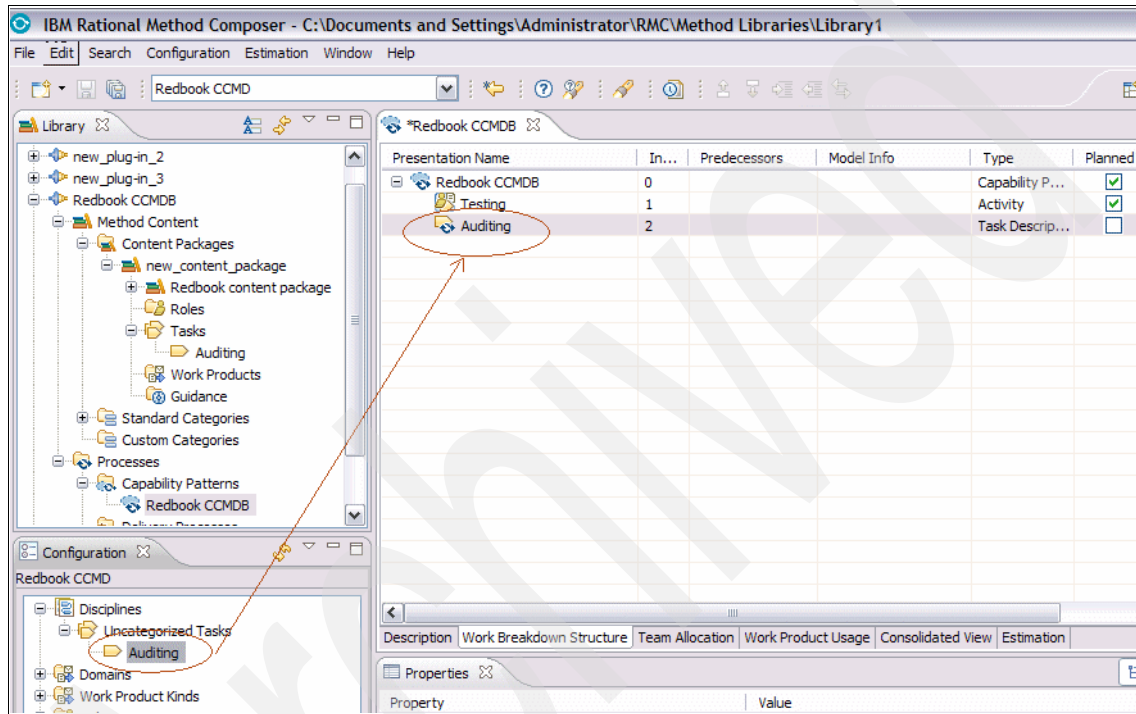 IBM Rational Method Composer - C:\Documents and Settings\Administrator\RMC\Method Libraries\Library1
File Edit Search Configuration Estimation Window Help
Redbook CCMD
Library
new_plug-in_2
new_plug-in_3
Redbook CCMDB
Method Content
Content Packages
new_content_package
Redbook content package
Roles
Tasks
Auditing
Work Products
Guidance
Standard Categories
Custom Categories
Processes
Capability Patterns
Redbook CCMDB
Delivery Processes
Configuration
Redbook CCMD
Disciplines
Uncategorized Tasks
Auditing
Domains
Work Product Kinds
*Redbook CCMDB
Presentation Name In... Predecessors Model Info Type Planned
Redbook CCMDB 0 Capability P...
Testing 1 Activity
Auditing 2 Task Descrip...
Description Work Breakdown Structure Team Allocation Work Product Usage Consolidated View Estimation
Properties
Property Value